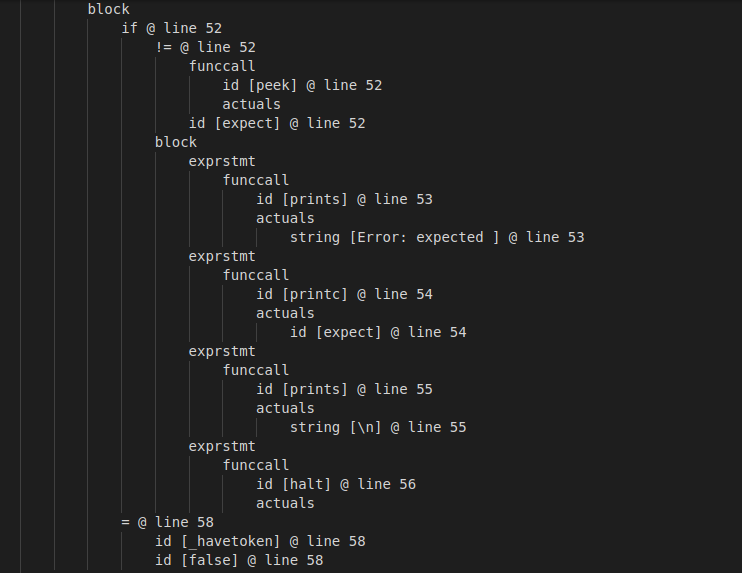 block
if @ line 52
!= @ line 52
funccall
id [peek] @ line 52
actuals
id [expect] @ line 52
block
exprstmt
funccall
id [prints] @ line 53
actuals
string [Error: expected ] @ line 53
exprstmt
funccall
id [printc] @ line 54
actuals
id [expect] @ line 54
exprstmt
funccall
id [prints] @ line 55
actuals
string [\n] @ line 55
exprstmt
funccall
id [halt] @ line 56
actuals
= @ line 58
id [_havetoken] @ line 58
id [false] @ line 58